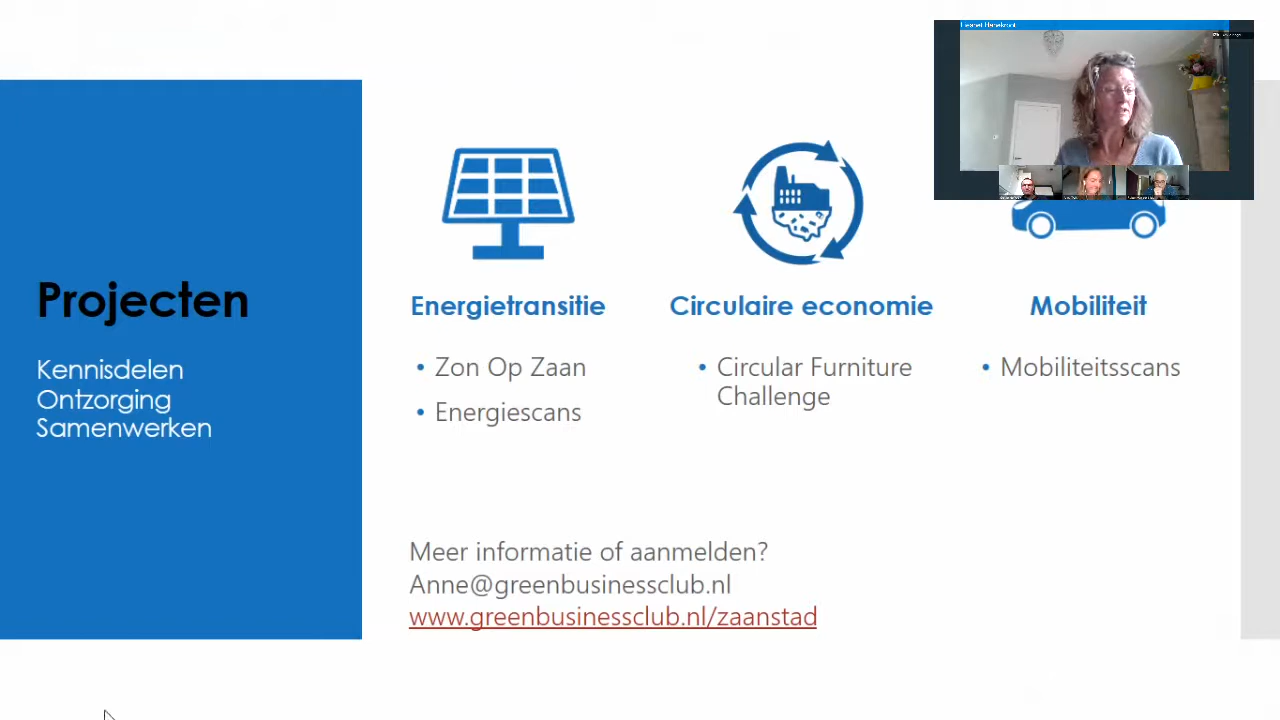 Projecten
Kennisdelen
Ontzorging
Samenwerken
Energietransitie
• Zon Op Zaan
• Energiescans
Circulaire economie
• Circular Furniture
Challenge
Mobiliteit
• Mobiliteitsscans
Meer informatie of aanmelden?
Anne@greenbusinessclub.nl
www.greenbusinessclub.nl/zaanstad